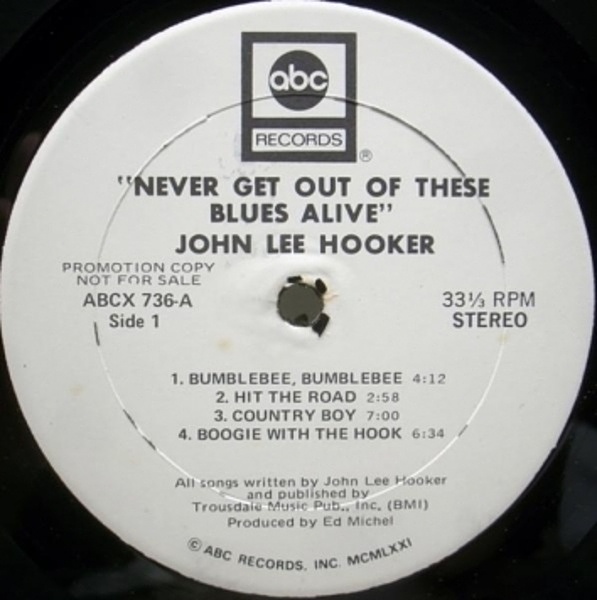 abc
RECORDS
®
"NEVER GET OUT OF THESE
BLUES ALIVE"
JOHN LEE HOOKER
PROMOTION COPY
NOT FOR SALE
ABCX 736-A
Side 1
33⅓ RPM
STEREO
1. BUMBLEBEE, BUMBLEBEE 4:12
2. HIT THE ROAD 2:58
3. COUNTRY BOY 7:00
4. BOOGIE WITH THE HOOK 6:34
All songs written by John Lee Hooker
and published by
Trousdale Music Pub., Inc. (BMI)
Produced by Ed Michel
© ABC RECORDS, INC. MCMLXXI